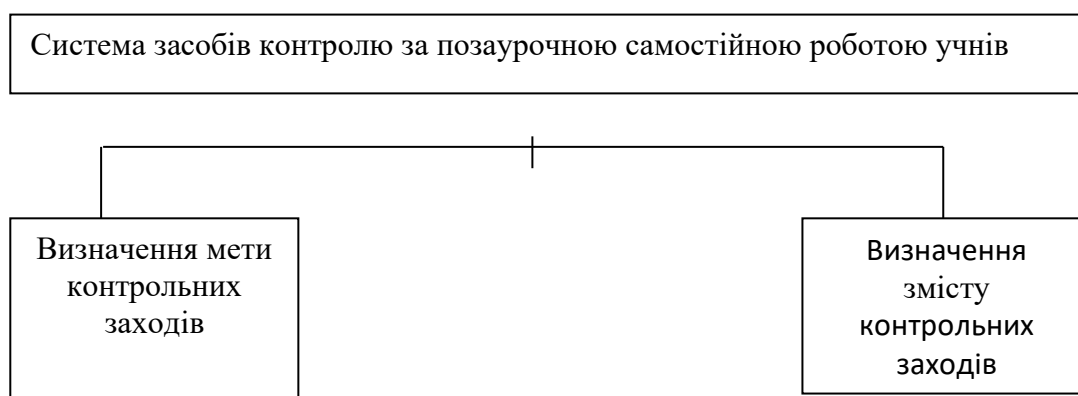 Система засобів контролю за позаурочною самостійною роботою учнів
Визначення мети
контрольних
заходів
Визначення
змісту
контрольних
заходів